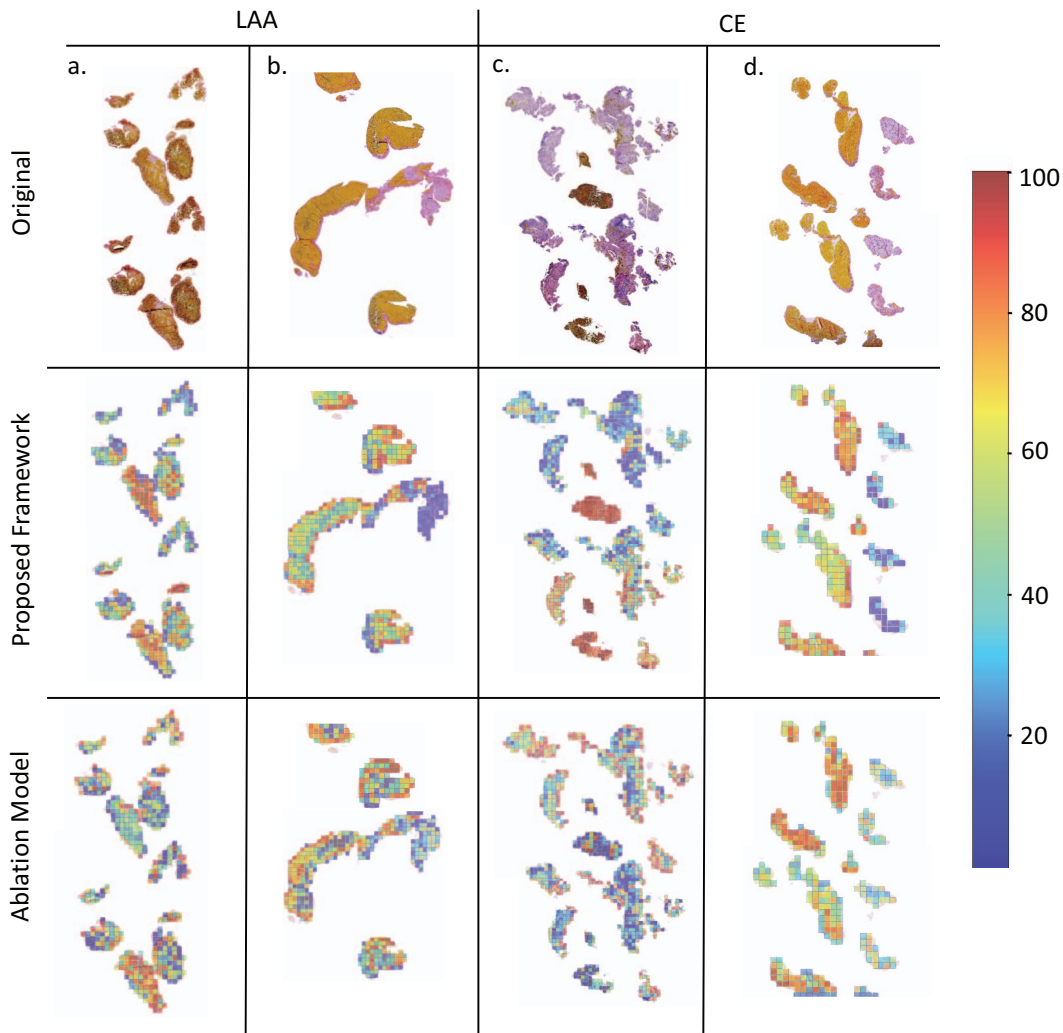 LAA
CE
a.
b.
c.
d.
Original
Proposed Framework
Ablation Model
100
80
60
40
20